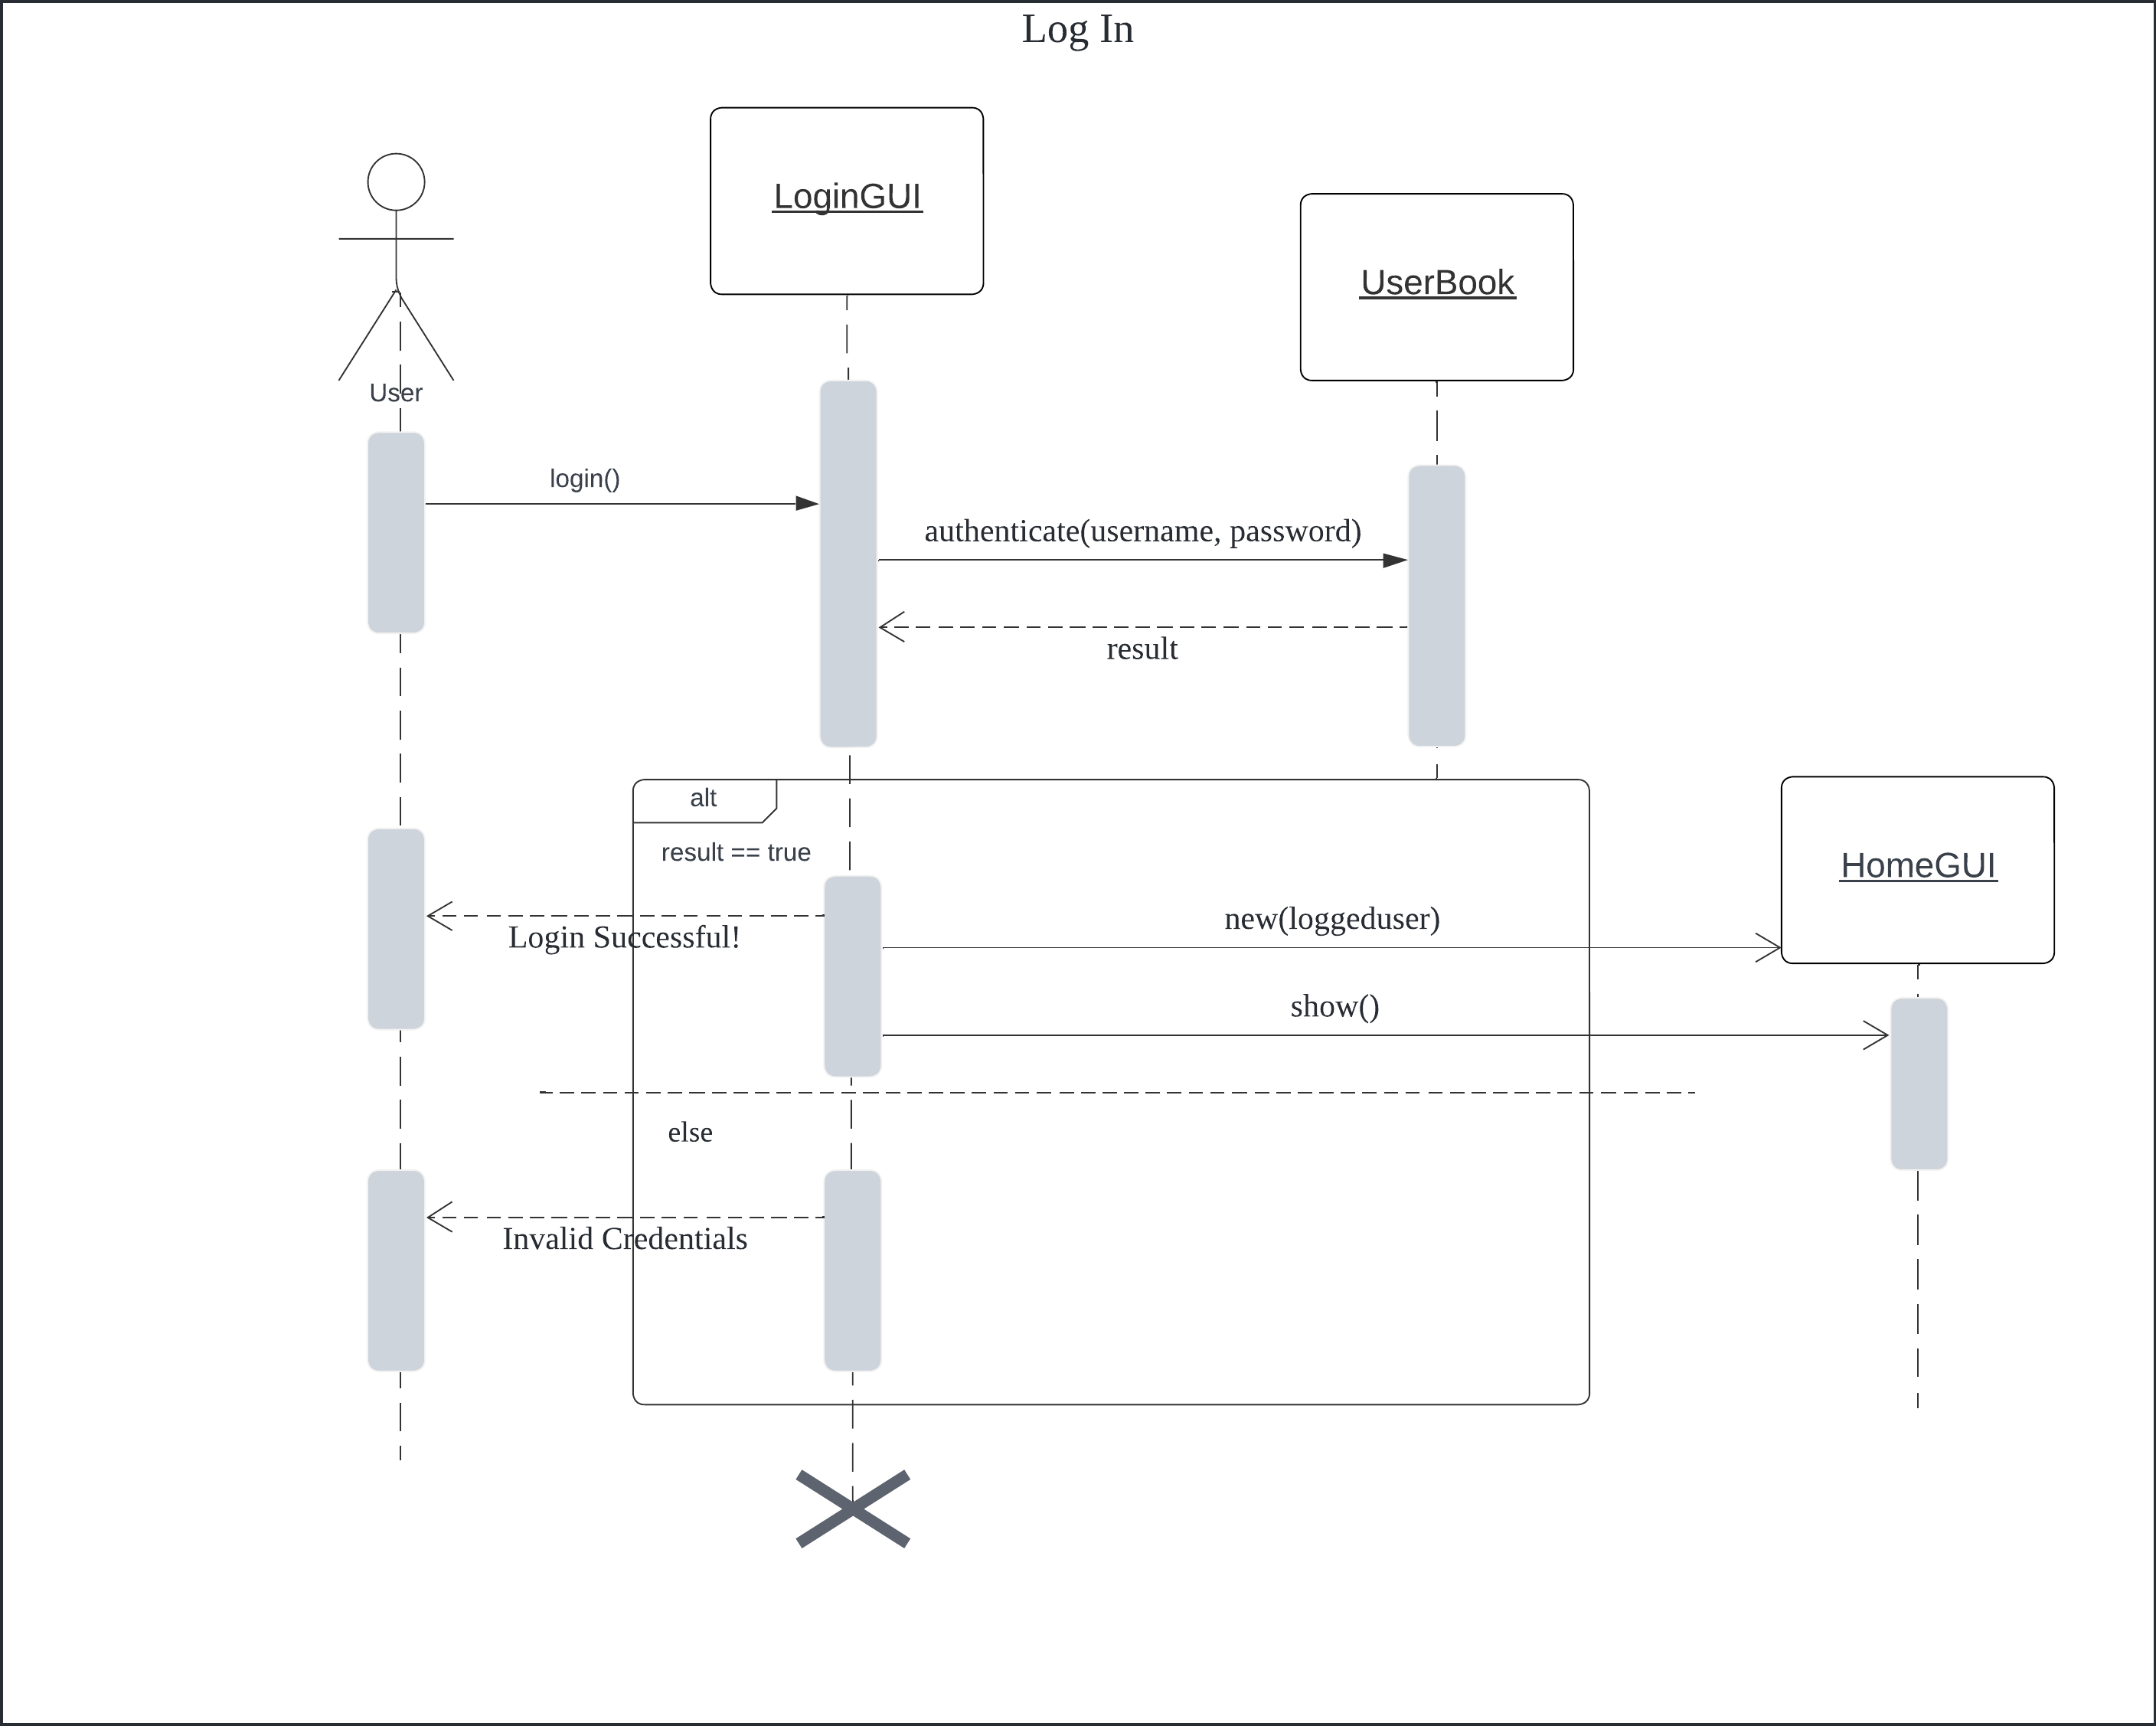 Log In
LoginGUI
UserBook
User
login()
authenticate(username, password)
result
alt
result == true
HomeGUI
Login Successful!
new(loggeduser)
show()
else
Invalid Credentials